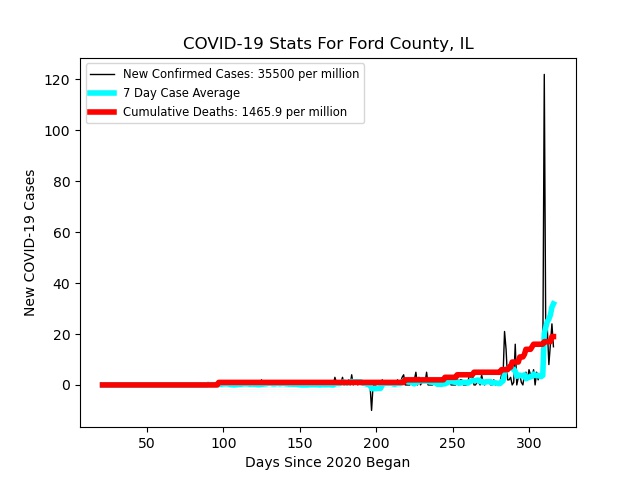 COVID-19 Stats For Ford County, IL
New Confirmed Cases: 35500 per million
7 Day Case Average
Cumulative Deaths: 1465.9 per million
New COVID-19 Cases
120
100
80
60
40
20
0
50
100
150
200
250
300
Days Since 2020 Began